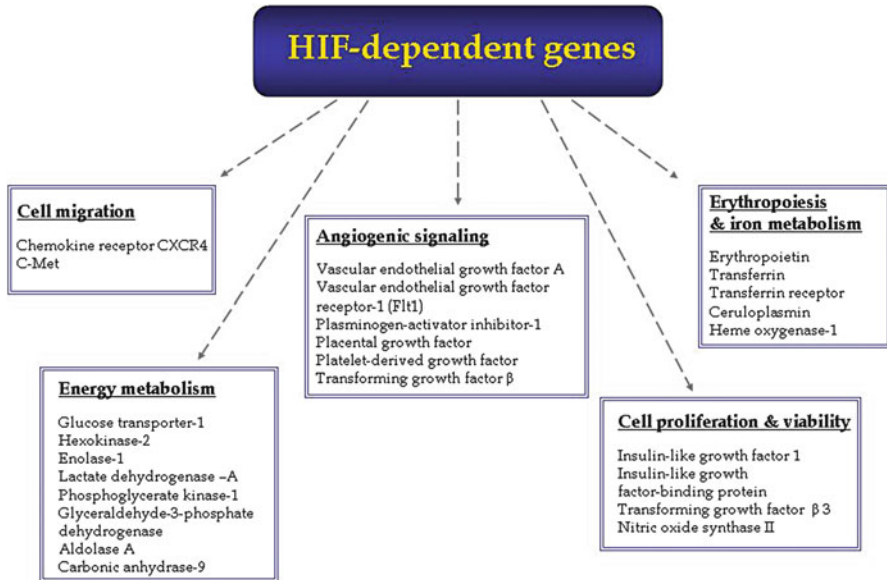 HIF-dependent genes
Cell migration
Chemokine receptor CXCR4
C-Met
Angiogenic signaling
Vascular endothelial growth factor A
Vascular endothelial growth factor
receptor-1 (Flt1)
Plasminogen-activator inhibitor-1
Placental growth factor
Platelet-derived growth factor
Transforming growth factor β
Erythropoiesis
& iron metabolism
Erythropoietin
Transferrin
Transferrin receptor
Ceruloplasmin
Heme oxygenase-1
Energy metabolism
Glucose transporter-1
Hexokinase-2
Enolase-1
Lactate dehydrogenase –A
Phosphoglycerate kinase-1
Glyceraldehyde-3-phosphate
dehydrogenase
Aldolase A
Carbonic anhydrase-9
Cell proliferation & viability
Insulin-like growth factor 1
Insulin-like growth
factor-binding protein
Transforming growth factor β 3
Nitric oxide synthase II